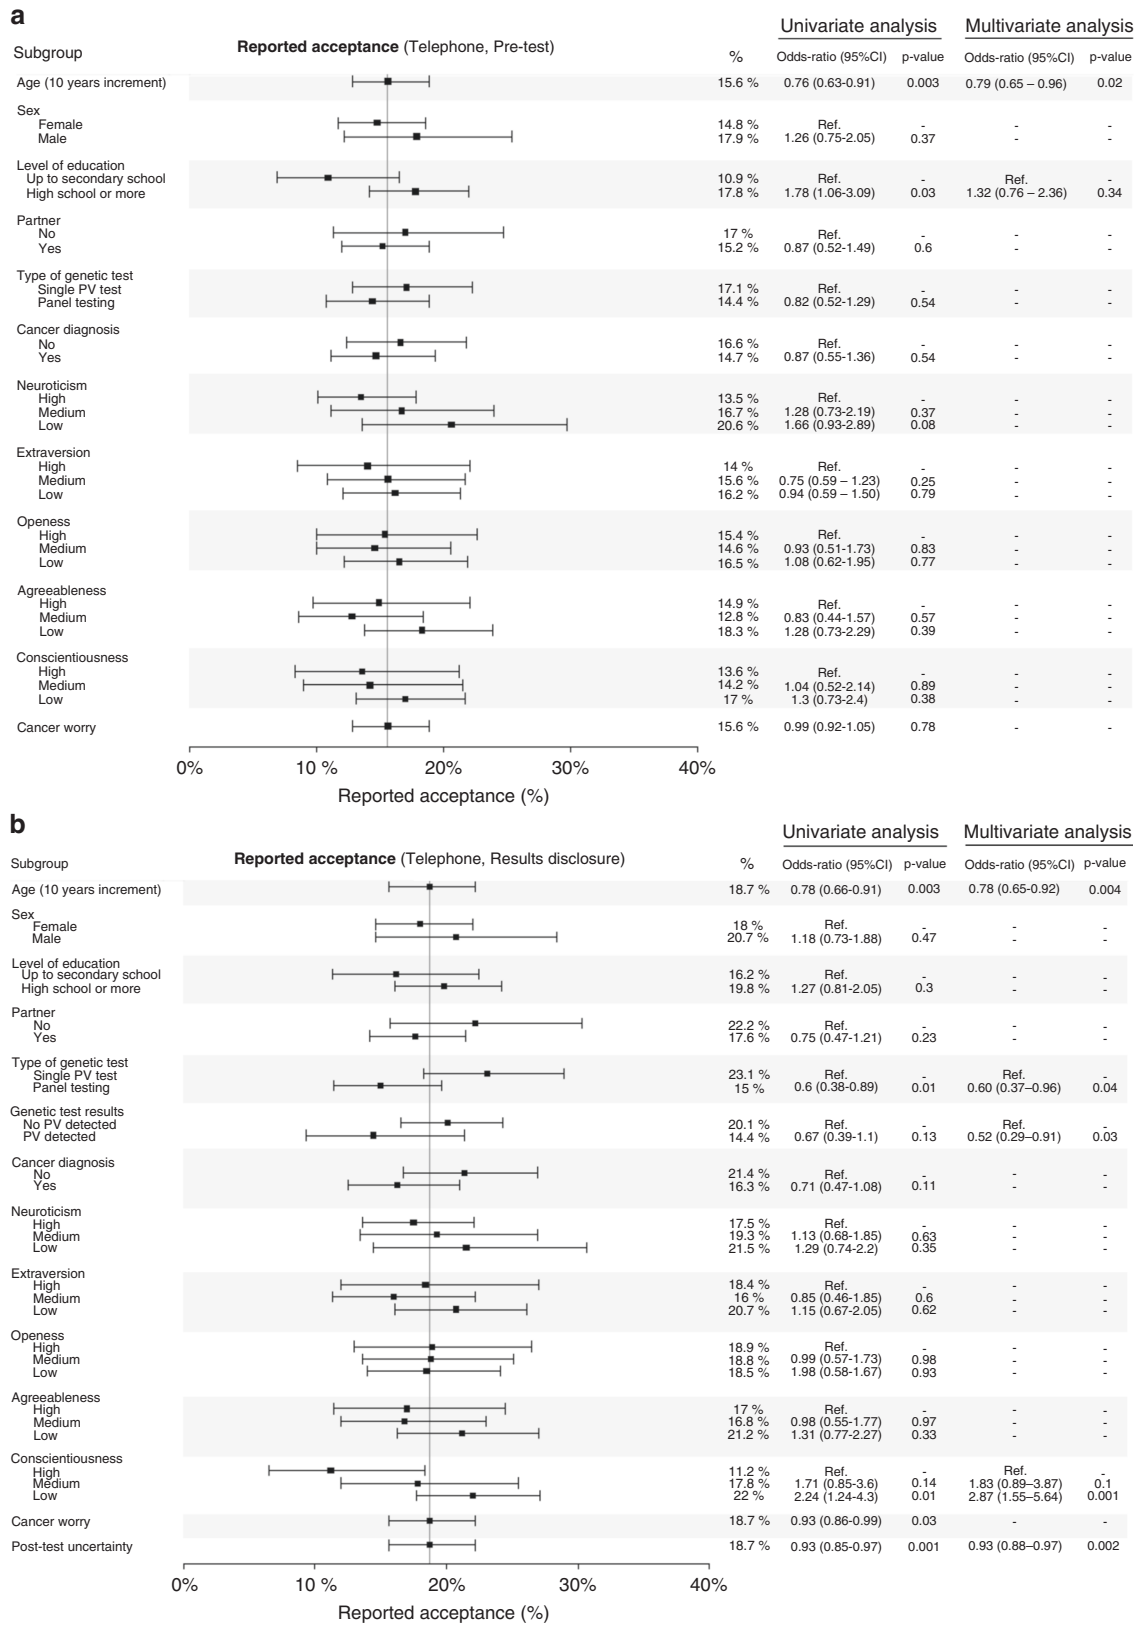 a
Univariate analysis Multivariate analysis
Subgroup Reported acceptance (Telephone, Pre-test) % Odds-ratio (95%CI) p-value Odds-ratio (95%CI) p-value
Age (10 years increment) 15.6 % 0.76 (0.63-0.91) 0.003 0.79 (0.65 – 0.96) 0.02
Sex
Female 14.8 % Ref. - - -
Male 17.9 % 1.26 (0.75-2.05) 0.37 - -
Level of education
Up to secondary school 10.9 % Ref. - Ref. -
High school or more 17.8 % 1.78 (1.06-3.09) 0.03 1.32 (0.76 – 2.36) 0.34
Partner
No 17 % Ref. - - -
Yes 15.2 % 0.87 (0.52-1.49) 0.6 - -
Type of genetic test
Single PV test 17.1 % Ref. - - -
Panel testing 14.4 % 0.82 (0.52-1.29) 0.54 - -
Cancer diagnosis
No 16.6 % Ref. - - -
Yes 14.7 % 0.87 (0.55-1.36) 0.54 - -
Neuroticism
High 13.5 % Ref. - - -
Medium 16.7 % 1.28 (0.73-2.19) 0.37 - -
Low 20.6 % 1.66 (0.93-2.89) 0.08 - -
Extraversion
High 14 % Ref. - - -
Medium 15.6 % 0.75 (0.59 – 1.23) 0.25 - -
Low 16.2 % 0.94 (0.59 – 1.50) 0.79 - -
Openess
High 15.4 % Ref. - - -
Medium 14.6 % 0.93 (0.51-1.73) 0.83 - -
Low 16.5 % 1.08 (0.62-1.95) 0.77 - -
Agreeableness
High 14.9 % Ref. - - -
Medium 12.8 % 0.83 (0.44-1.57) 0.57 - -
Low 18.3 % 1.28 (0.73-2.29) 0.39 - -
Conscientiousness
High 13.6 % Ref. - - -
Medium 14.2 % 1.04 (0.52-2.14) 0.89 - -
Low 17 % 1.3 (0.73-2.4) 0.38 - -
Cancer worry 15.6 % 0.99 (0.92-1.05) 0.78 - -
0% 10 % 20% 30% 40%
Reported acceptance (%)
b
Univariate analysis Multivariate analysis
Subgroup Reported acceptance (Telephone, Results disclosure) % Odds-ratio (95%CI) p-value Odds-ratio (95%CI) p-value
Age (10 years increment) 18.7 % 0.78 (0.66-0.91) 0.003 0.78 (0.65-0.92) 0.004
Sex
Female 18 % Ref. - - -
Male 20.7 % 1.18 (0.73-1.88) 0.47 - -
Level of education
Up to secondary school 16.2 % Ref. - - -
High school or more 19.8 % 1.27 (0.81-2.05) 0.3 - -
Partner
No 22.2 % Ref. - - -
Yes 17.6 % 0.75 (0.47-1.21) 0.23 - -
Type of genetic test
Single PV test 23.1 % Ref. - Ref. -
Panel testing 15 % 0.6 (0.38-0.89) 0.01 0.60 (0.37–0.96) 0.04
Genetic test results
No PV detected 20.1 % Ref. - Ref. -
PV detected 14.4 % 0.67 (0.39-1.1) 0.13 0.52 (0.29–0.91) 0.03
Cancer diagnosis
No 21.4 % Ref. - - -
Yes 16.3 % 0.71 (0.47-1.08) 0.11 - -
Neuroticism
High 17.5 % Ref. - - -
Medium 19.3 % 1.13 (0.68-1.85) 0.63 - -
Low 21.5 % 1.29 (0.74-2.2) 0.35 - -
Extraversion
High 18.4 % Ref. - - -
Medium 16 % 0.85 (0.46-1.85) 0.6 - -
Low 20.7 % 1.15 (0.67-2.05) 0.62 - -
Openess
High 18.9 % Ref. - - -
Medium 18.8 % 0.99 (0.57-1.73) 0.98 - -
Low 18.5 % 1.98 (0.58-1.67) 0.93 - -
Agreeableness
High 17 % Ref. - - -
Medium 16.8 % 0.98 (0.55-1.77) 0.97 - -
Low 21.2 % 1.31 (0.77-2.27) 0.33 - -
Conscientiousness
High 11.2 % Ref. - Ref. -
Medium 17.8 % 1.71 (0.85-3.6) 0.14 1.83 (0.89–3.87) 0.1
Low 22 % 2.24 (1.24-4.3) 0.01 2.87 (1.55–5.64) 0.001
Cancer worry 18.7 % 0.93 (0.86-0.99) 0.03 - -
Post-test uncertainty 18.7 % 0.93 (0.85-0.97) 0.001 0.93 (0.88–0.97) 0.002
0% 10 % 20% 30% 40%
Reported acceptance (%)